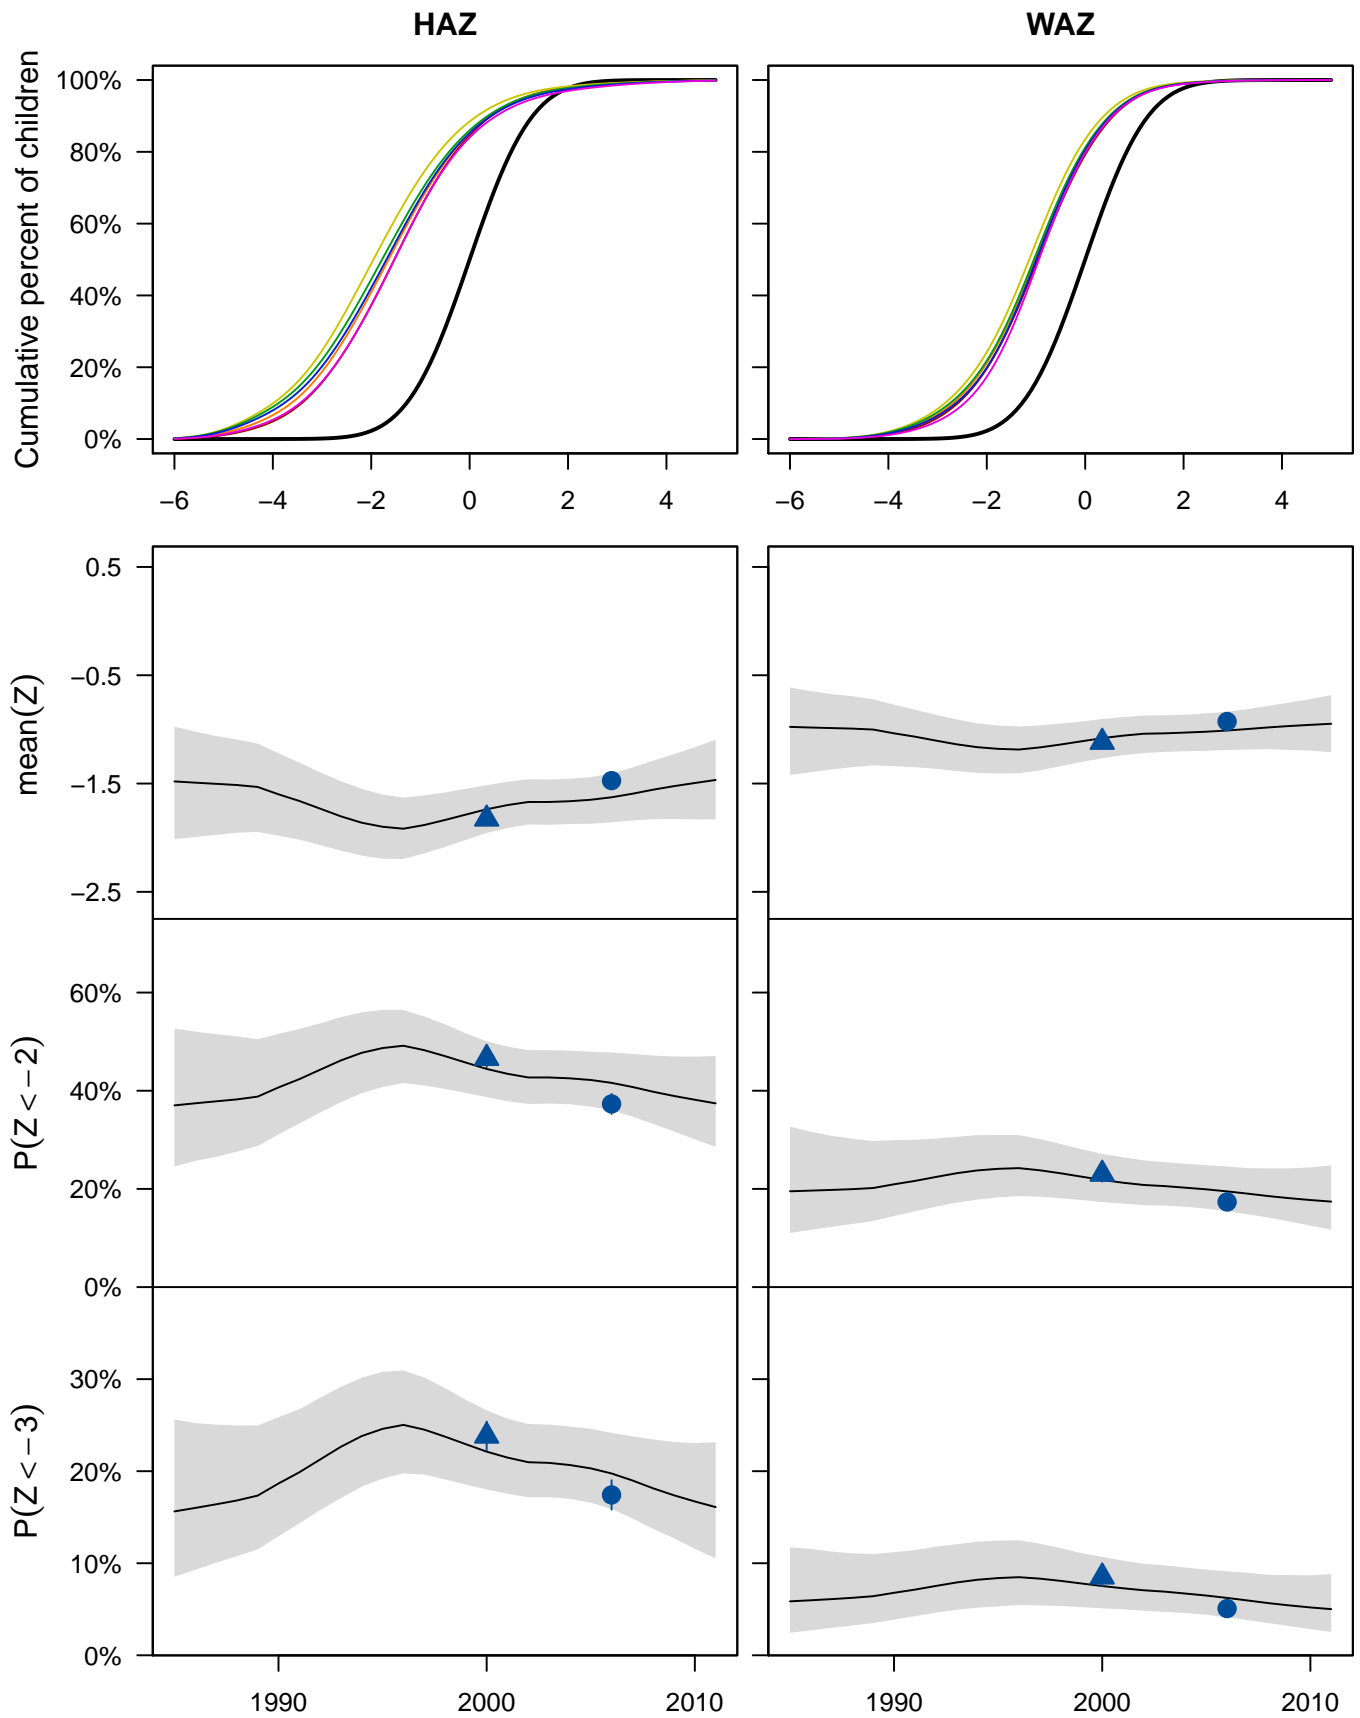 HAZ WAZ
Cumulative percent of children
100%
80%
60%
40%
20%
0%
−6 −4 −2 0 2 4 −6 −4 −2 0 2 4
mean(Z)
0.5
−0.5
−1.5
−2.5
P(Z < −2)
60%
40%
20%
0%
P(Z < −3)
30%
20%
10%
0%
1990 2000 2010 1990 2000 2010